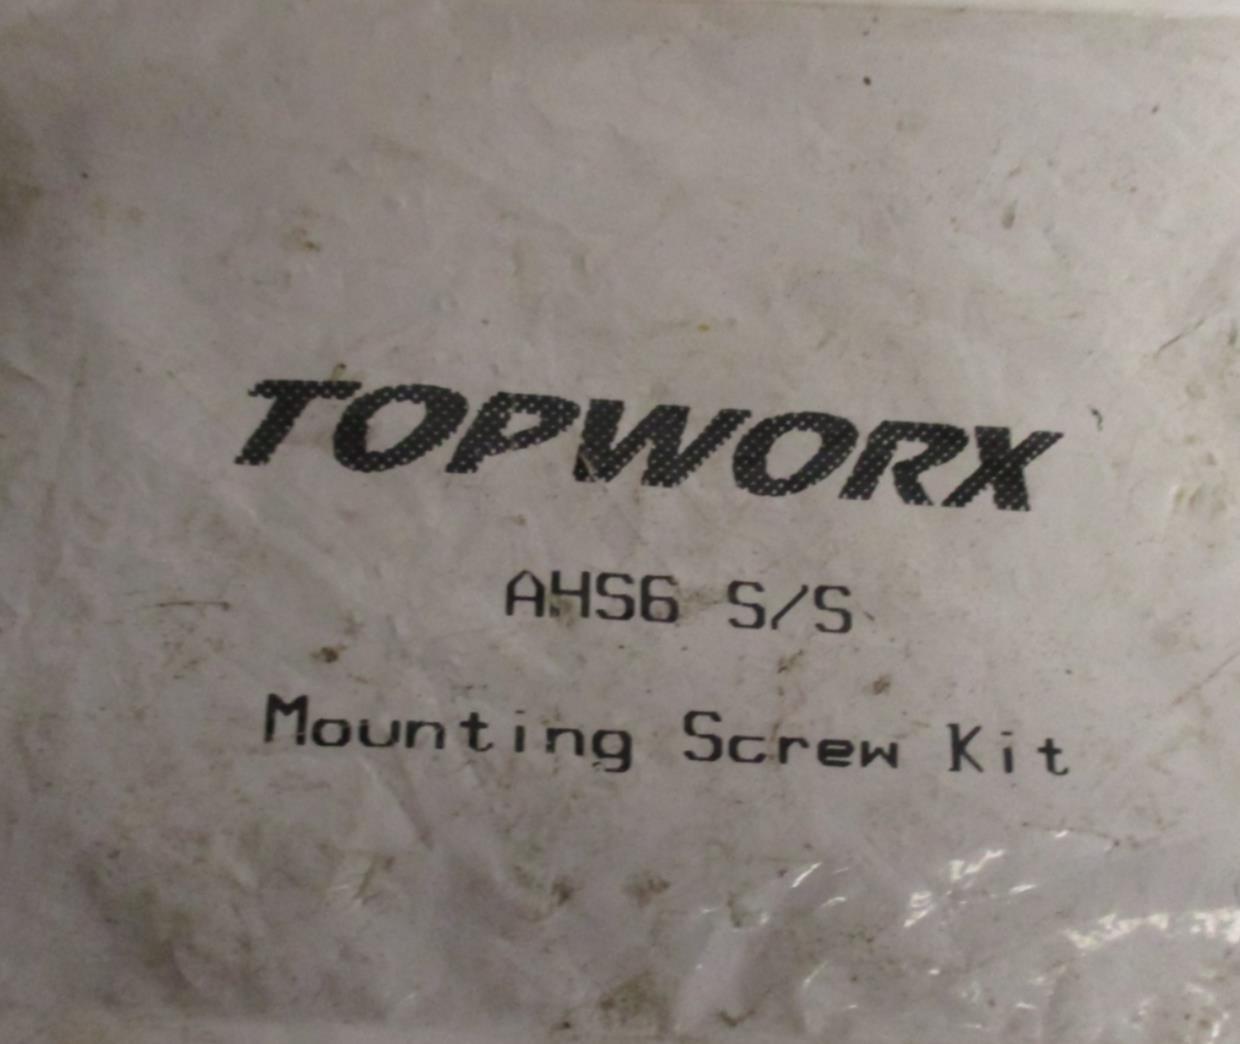 TOPWORX
AHS6 S/S
Mounting Screw Kit